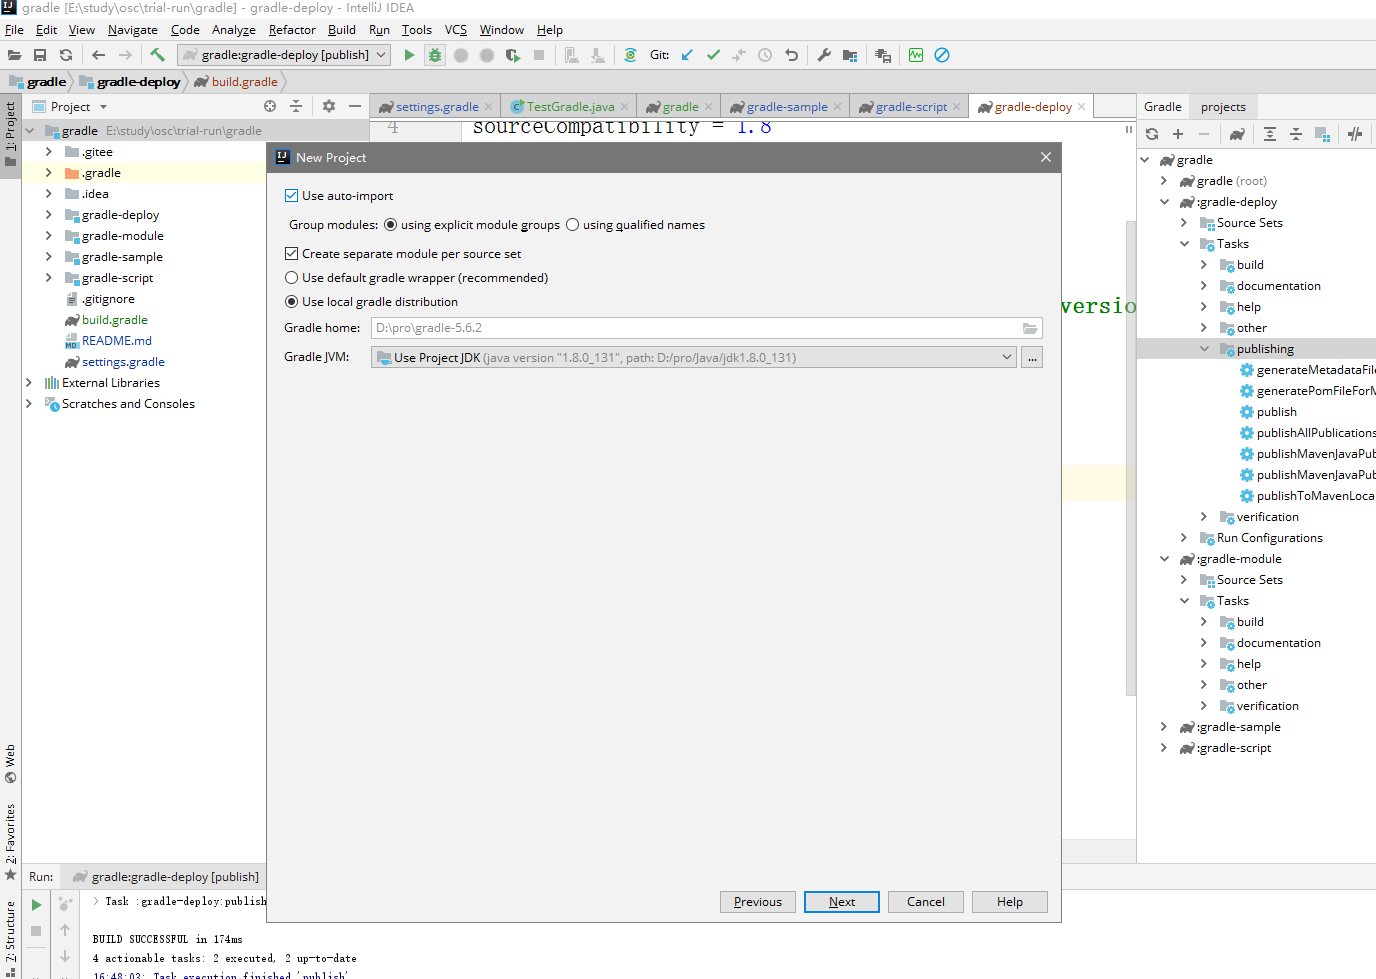 gradle [E:\study\osc\trial-run\gradle] - gradle-deploy - IntelliJ IDEA
File Edit View Navigate Code Analyze Refactor Build Run Tools VCS Window Help
gradle:gradle-deploy [publish] Git:
gradle gradle-deploy build.gradle
1: Project
Project
gradle E:\study\osc\trial-run\gradle
.gitee
.gradle
.idea
gradle-deploy
gradle-module
gradle-sample
gradle-script
.gitignore
build.gradle
README.md
settings.gradle
External Libraries
Scratches and Consoles
settings.gradle TestGradle.java gradle gradle-sample gradle-script gradle-deploy
4 sourceCompatibility = 1.8
versio
New Project
Use auto-import
Group modules: using explicit module groups using qualified names
Create separate module per source set
Use default gradle wrapper (recommended)
Use local gradle distribution
Gradle home: D:\pro\gradle-5.6.2
Gradle JVM: Use Project JDK (java version "1.8.0_131", path: D:/pro/Java/jdk1.8.0_131) ...
Previous Next Cancel Help
Gradle projects
gradle
gradle (root)
:gradle-deploy
Source Sets
Tasks
build
documentation
help
other
publishing
generateMetadataFile
generatePomFileForM
publish
publishAllPublications
publishMavenJavaPub
publishMavenJavaPub
publishToMavenLoca
verification
Run Configurations
:gradle-module
Source Sets
Tasks
build
documentation
help
other
verification
:gradle-sample
:gradle-script
Web
2: Favorites
7: Structure
Run: gradle:gradle-deploy [publish]
> Task :gradle-deploy:publish
BUILD SUCCESSFUL in 174ms
4 actionable tasks: 2 executed, 2 up-to-date
16:48:03: Task execution finished 'publish'